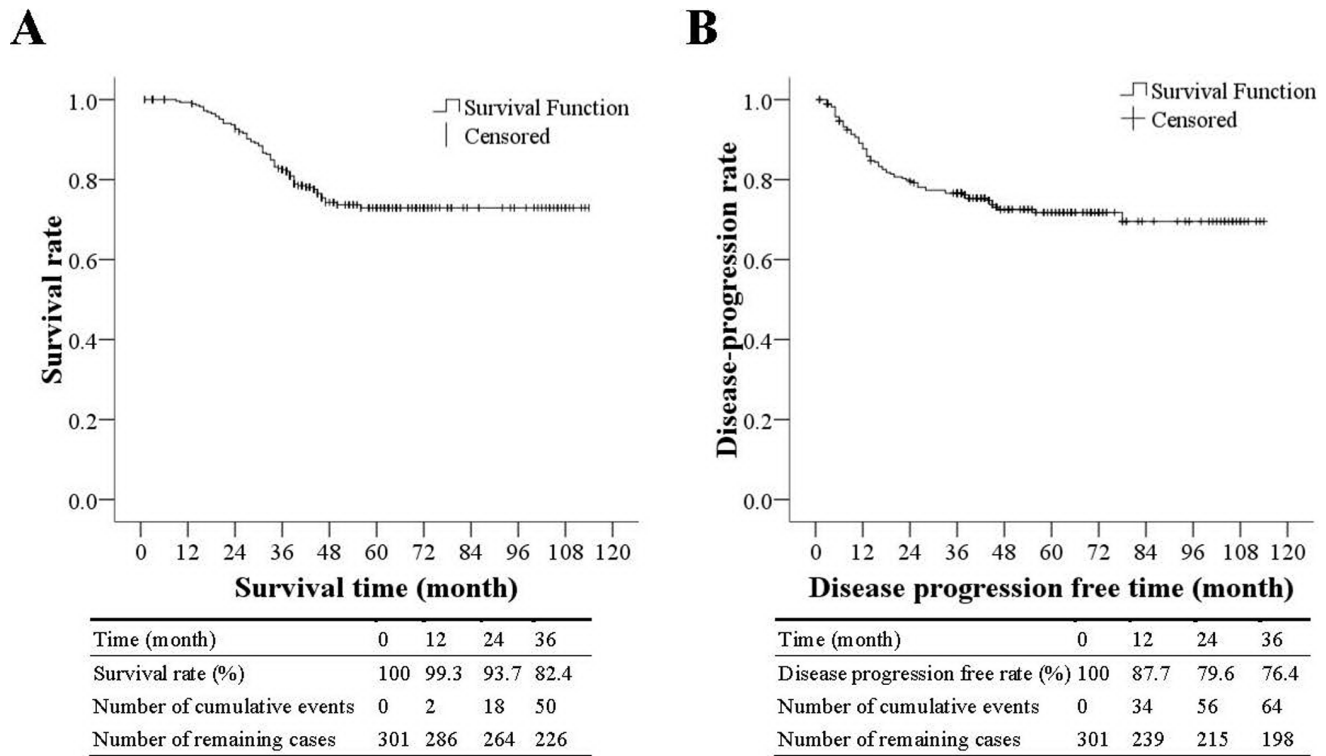 A
1.0
0.8
0.6
0.4
0.2
0.0
Survival rate
Survival Function
Censored
0 12 24 36 48 60 72 84 96 108 120
Survival time (month)
Time (month) 0 12 24 36
Survival rate (%) 100 99.3 93.7 82.4
Number of cumulative events 0 2 18 50
Number of remaining cases 301 286 264 226
B
1.0
0.8
0.6
0.4
0.2
0.0
Disease-progression rate
Survival Function
Censored
0 12 24 36 48 60 72 84 96 108 120
Disease progression free time (month)
Time (month) 0 12 24 36
Disease progression free rate (%) 100 87.7 79.6 76.4
Number of cumulative events 0 34 56 64
Number of remaining cases 301 239 215 198